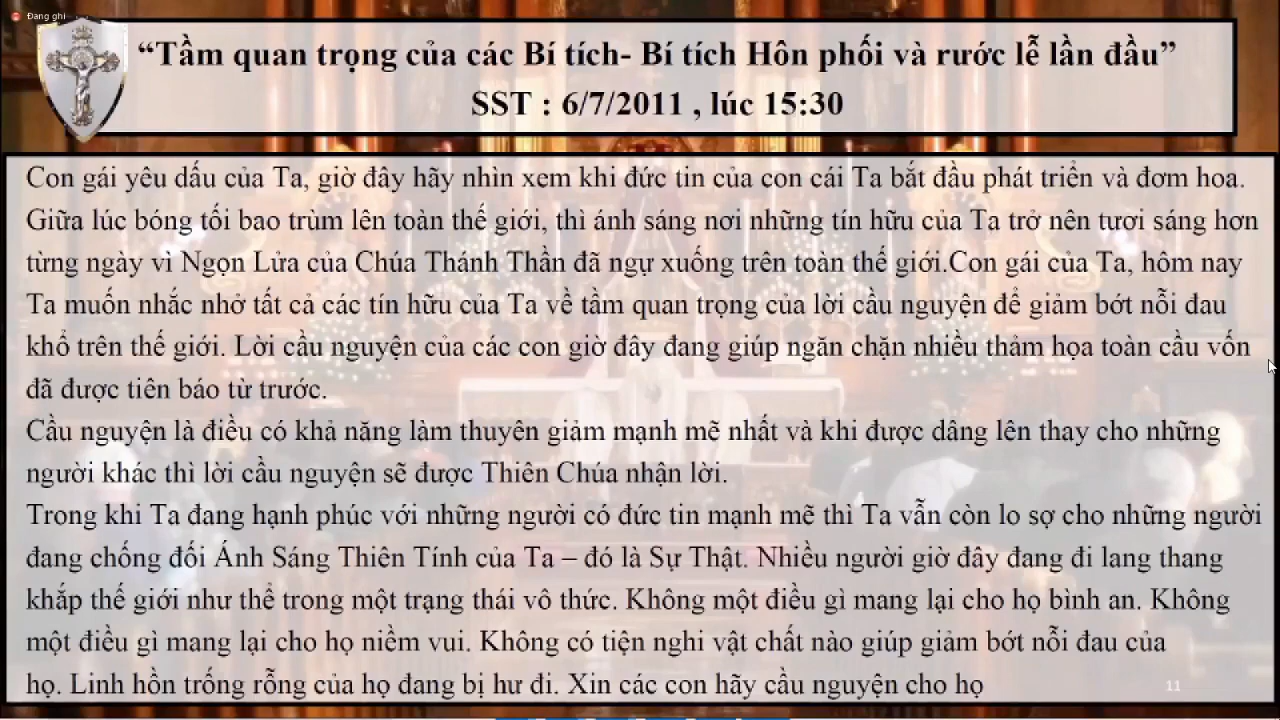 Đang ghi
“Tầm quan trọng của các Bí tích- Bí tích Hôn phối và rước lễ lần đầu”
SST : 6/7/2011 , lúc 15:30
Con gái yêu dấu của Ta, giờ đây hãy nhìn xem khi đức tin của con cái Ta bắt đầu phát triển và đơm hoa.
Giữa lúc bóng tối bao trùm lên toàn thế giới, thì ánh sáng nơi những tín hữu của Ta trở nên tươi sáng hơn
từng ngày vì Ngọn Lửa của Chúa Thánh Thần đã ngự xuống trên toàn thế giới.Con gái của Ta, hôm nay
Ta muốn nhắc nhở tất cả các tín hữu của Ta về tầm quan trọng của lời cầu nguyện để giảm bớt nỗi đau
khổ trên thế giới. Lời cầu nguyện của các con giờ đây đang giúp ngăn chặn nhiều thảm họa toàn cầu vốn
đã được tiên báo từ trước.
Cầu nguyện là điều có khả năng làm thuyên giảm mạnh mẽ nhất và khi được dâng lên thay cho những
người khác thì lời cầu nguyện sẽ được Thiên Chúa nhận lời.
Trong khi Ta đang hạnh phúc với những người có đức tin mạnh mẽ thì Ta vẫn còn lo sợ cho những người
đang chống đối Ánh Sáng Thiên Tính của Ta – đó là Sự Thật. Nhiều người giờ đây đang đi lang thang
khắp thế giới như thể trong một trạng thái vô thức. Không một điều gì mang lại cho họ bình an. Không
một điều gì mang lại cho họ niềm vui. Không có tiện nghi vật chất nào giúp giảm bớt nỗi đau của
họ. Linh hồn trống rỗng của họ đang bị hư đi. Xin các con hãy cầu nguyện cho họ
11